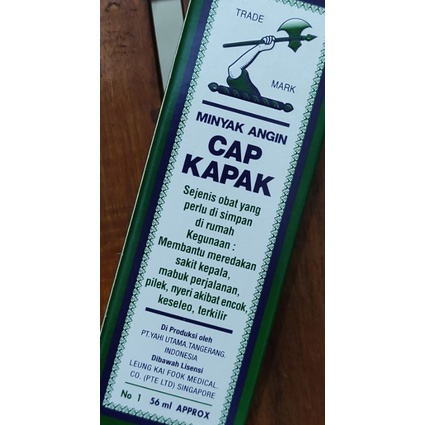 TRADE
MARK
MINYAK ANGIN
CAP
KAPAK
Sejenis obat yang
perlu di simpan
di rumah
Kegunaan :
Membantu meredakan
sakit kepala,
mabuk perjalanan,
pilek, nyeri akibat encok,
keseleo, terkilir
Di Produksi oleh
PT.YAHI UTAMA.TANGERANG.
INDONESIA
Dibawah Lisensi
LEUNG KAI FOOK MEDICAL.
CO. (PTE LTD) SINGAPORE
No 1 56 ml APPROX